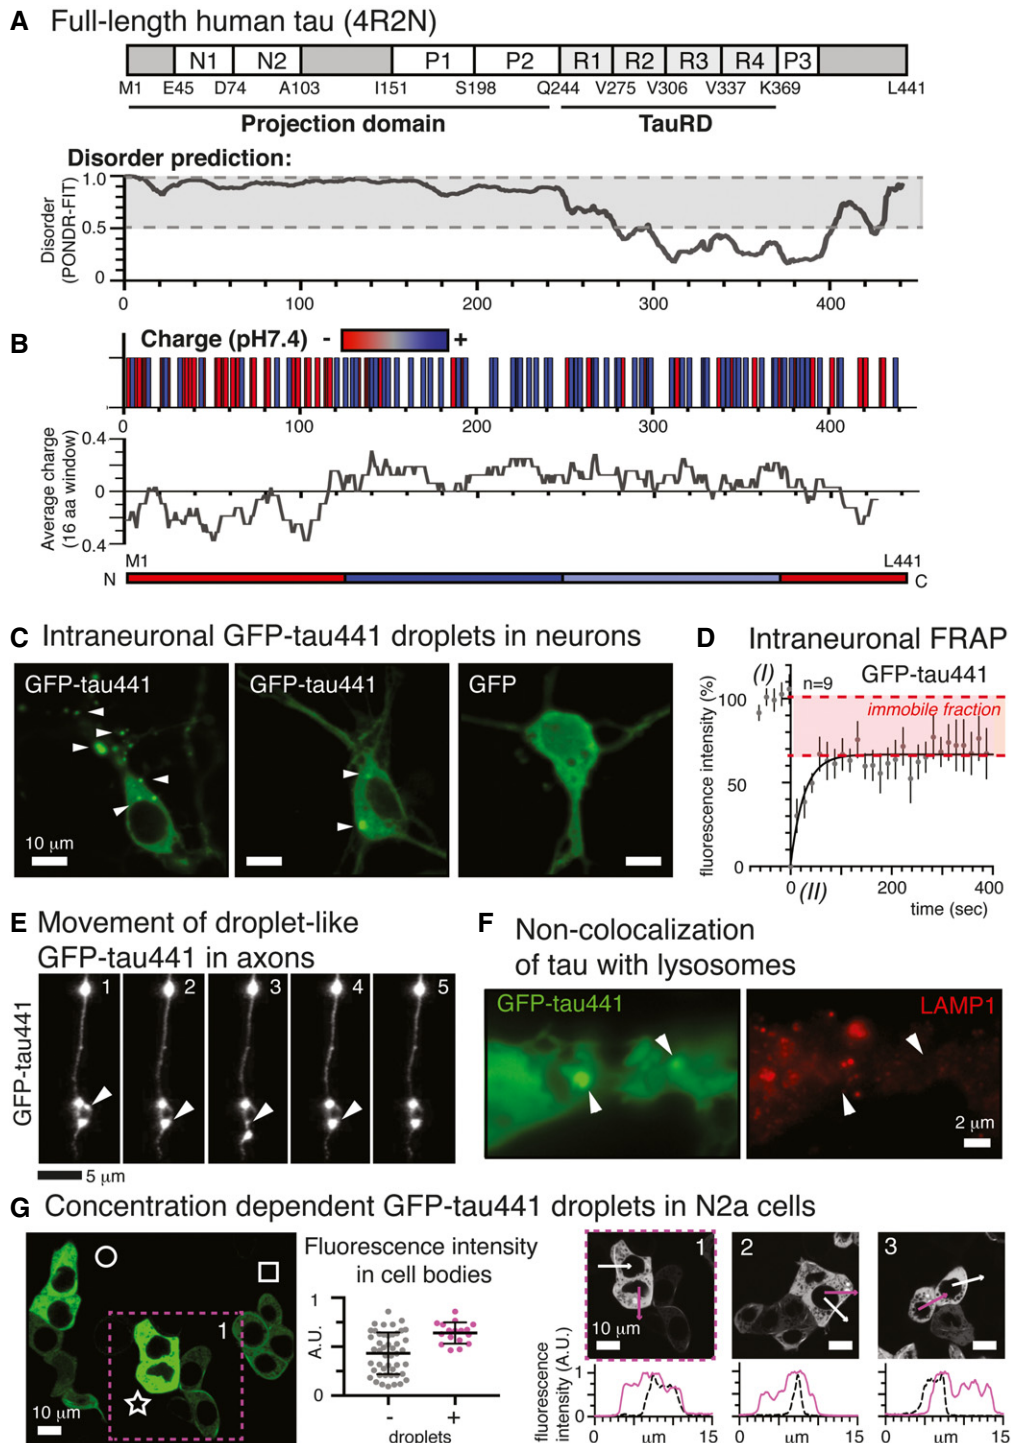 A Full-length human tau (4R2N)
N1 N2 P1 P2 R1 R2 R3 R4 P3
M1 E45 D74 A103 I151 S198 Q244 V275 V306 V337 K369 L441
Projection domain TauRD
Disorder prediction:
Disorder
(PONDR-FIT)
1.0
0.5
0
0 100 200 300 400
B Charge (pH7.4) - +
0 100 200 300 400
Average charge
(16 aa window)
0.4
0
0.4
M1 L441
N C
C Intraneuronal GFP-tau441 droplets in neurons
GFP-tau441 GFP-tau441 GFP
10 µm
D Intraneuronal FRAP
(I) n=9 GFP-tau441
immobile fraction
fluorescence intensity (%)
100
50
0
0 200 400
(II)
time (sec)
E Movement of droplet-like
GFP-tau441 in axons
GFP-tau441
1 2 3 4 5
5 µm
F Non-colocalization
of tau with lysosomes
GFP-tau441 LAMP1
2 µm
G Concentration dependent GFP-tau441 droplets in N2a cells
1
10 µm
Fluorescence intensity
in cell bodies
A.U.
1
0
- +
droplets
1 2 3
10 µm
fluorescence
intensity (A.U.)
1
0
0 µm 15 0 µm 15 0 µm 15